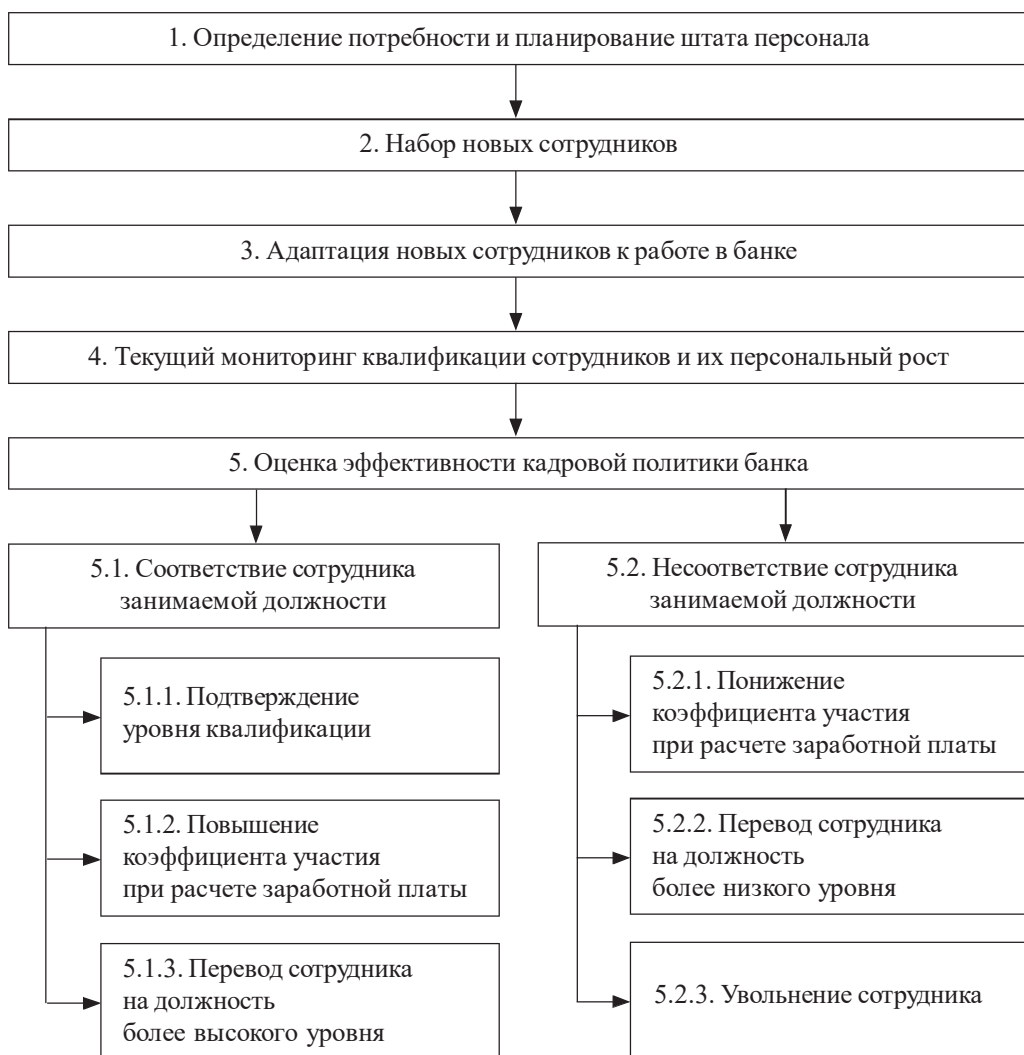 1. Определение потребности и планирование штата персонала
2. Набор новых сотрудников
3. Адаптация новых сотрудников к работе в банке
4. Текущий мониторинг квалификации сотрудников и их персональный рост
5. Оценка эффективности кадровой политики банка
5.1. Соответствие сотрудника
занимаемой должности
5.1.1. Подтверждение
уровня квалификации
5.1.2. Повышение
коэффициента участия
при расчете заработной платы
5.1.3. Перевод сотрудника
на должность
более высокого уровня
5.2. Несоответствие сотрудника
занимаемой должности
5.2.1. Понижение
коэффициента участия
при расчете заработной платы
5.2.2. Перевод сотрудника
на должность
более низкого уровня
5.2.3. Увольнение сотрудника